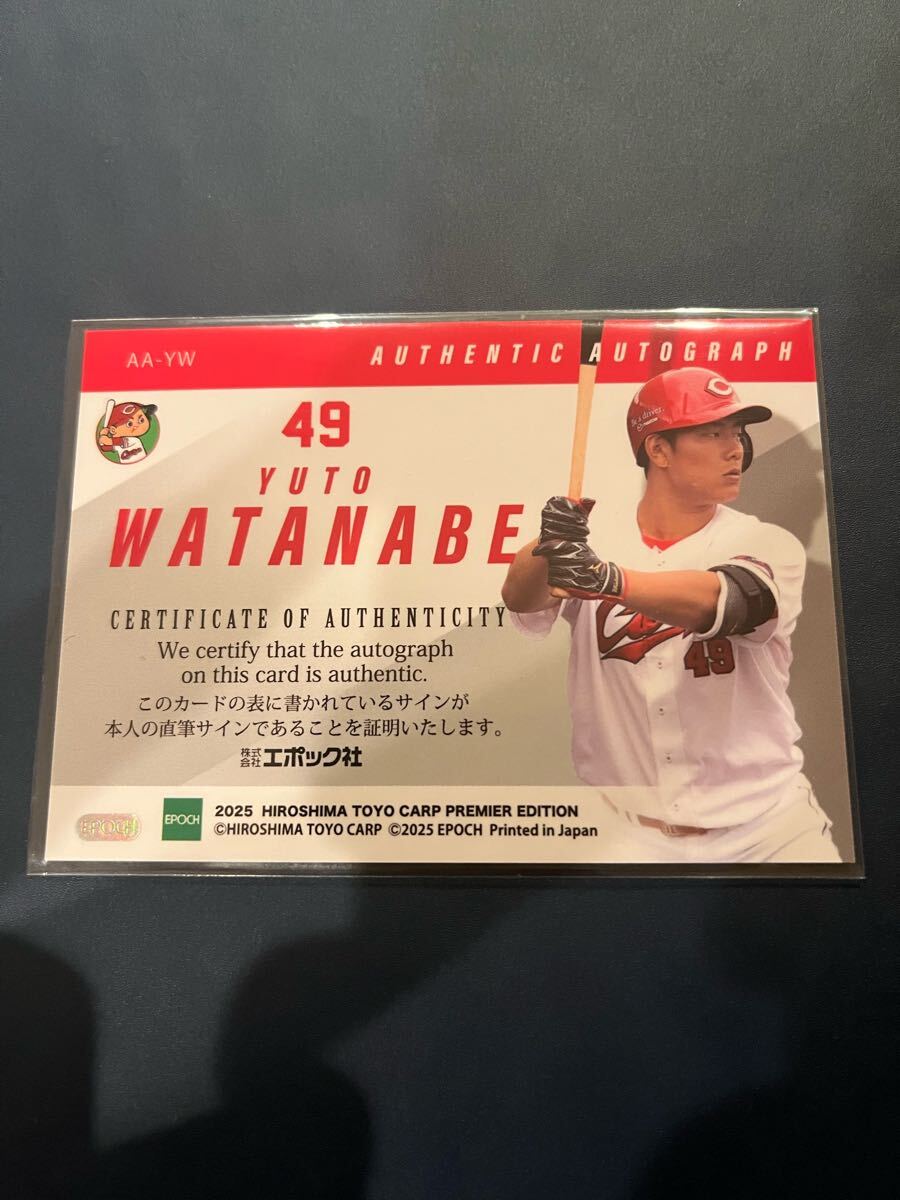 AA-YW
AUTHENTIC AUTOGRAPH
49
YUTO
WATANABE
CERTIFICATE OF AUTHENTICITY
We certify that the autograph
on this card is authentic.
このカードの表に書かれているサインが
本人の直筆サインであることを証明いたします。
株式会社エポック社
EPOCH
EPOCH
2025 HIROSHIMA TOYO CARP PREMIER EDITION
©HIROSHIMA TOYO CARP ©2025 EPOCH Printed in Japan
C
Be a driver.
49